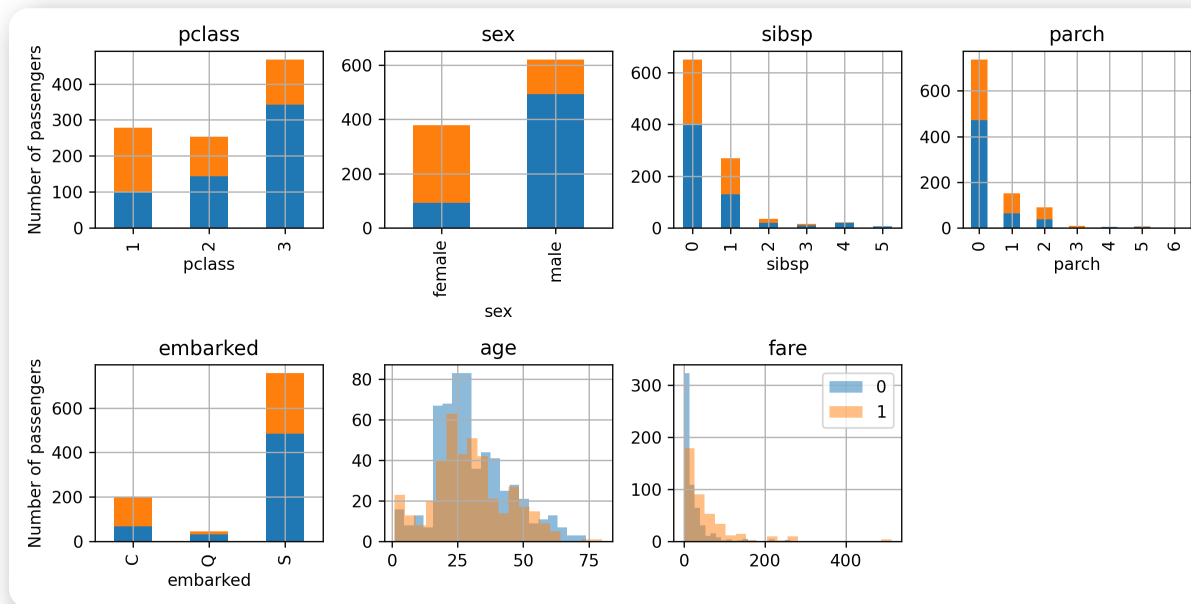 pclass
Number of passengers
400
300
200
100
0
1 2 3
pclass
sex
600
400
200
0
female male
sex
sibsp
600
400
200
0
0 1 2 3 4 5
sibsp
parch
600
400
200
0
0 1 2 3 4 5 6
parch
embarked
Number of passengers
600
400
200
0
C Q S
embarked
age
80
60
40
20
0
0 25 50 75
fare
300
200
100
0
0 200 400
0
1